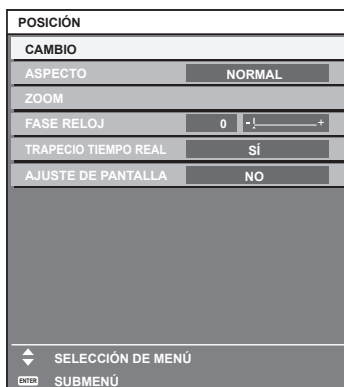 POSICIÓN
CAMBIO
ASPECTO NORMAL
ZOOM
FASE RELOJ 0 - +
TRAPECIO TIEMPO REAL SÍ
AJUSTE DE PANTALLA NO
SELECCIÓN DE MENÚ
ENTER SUBMENÚ